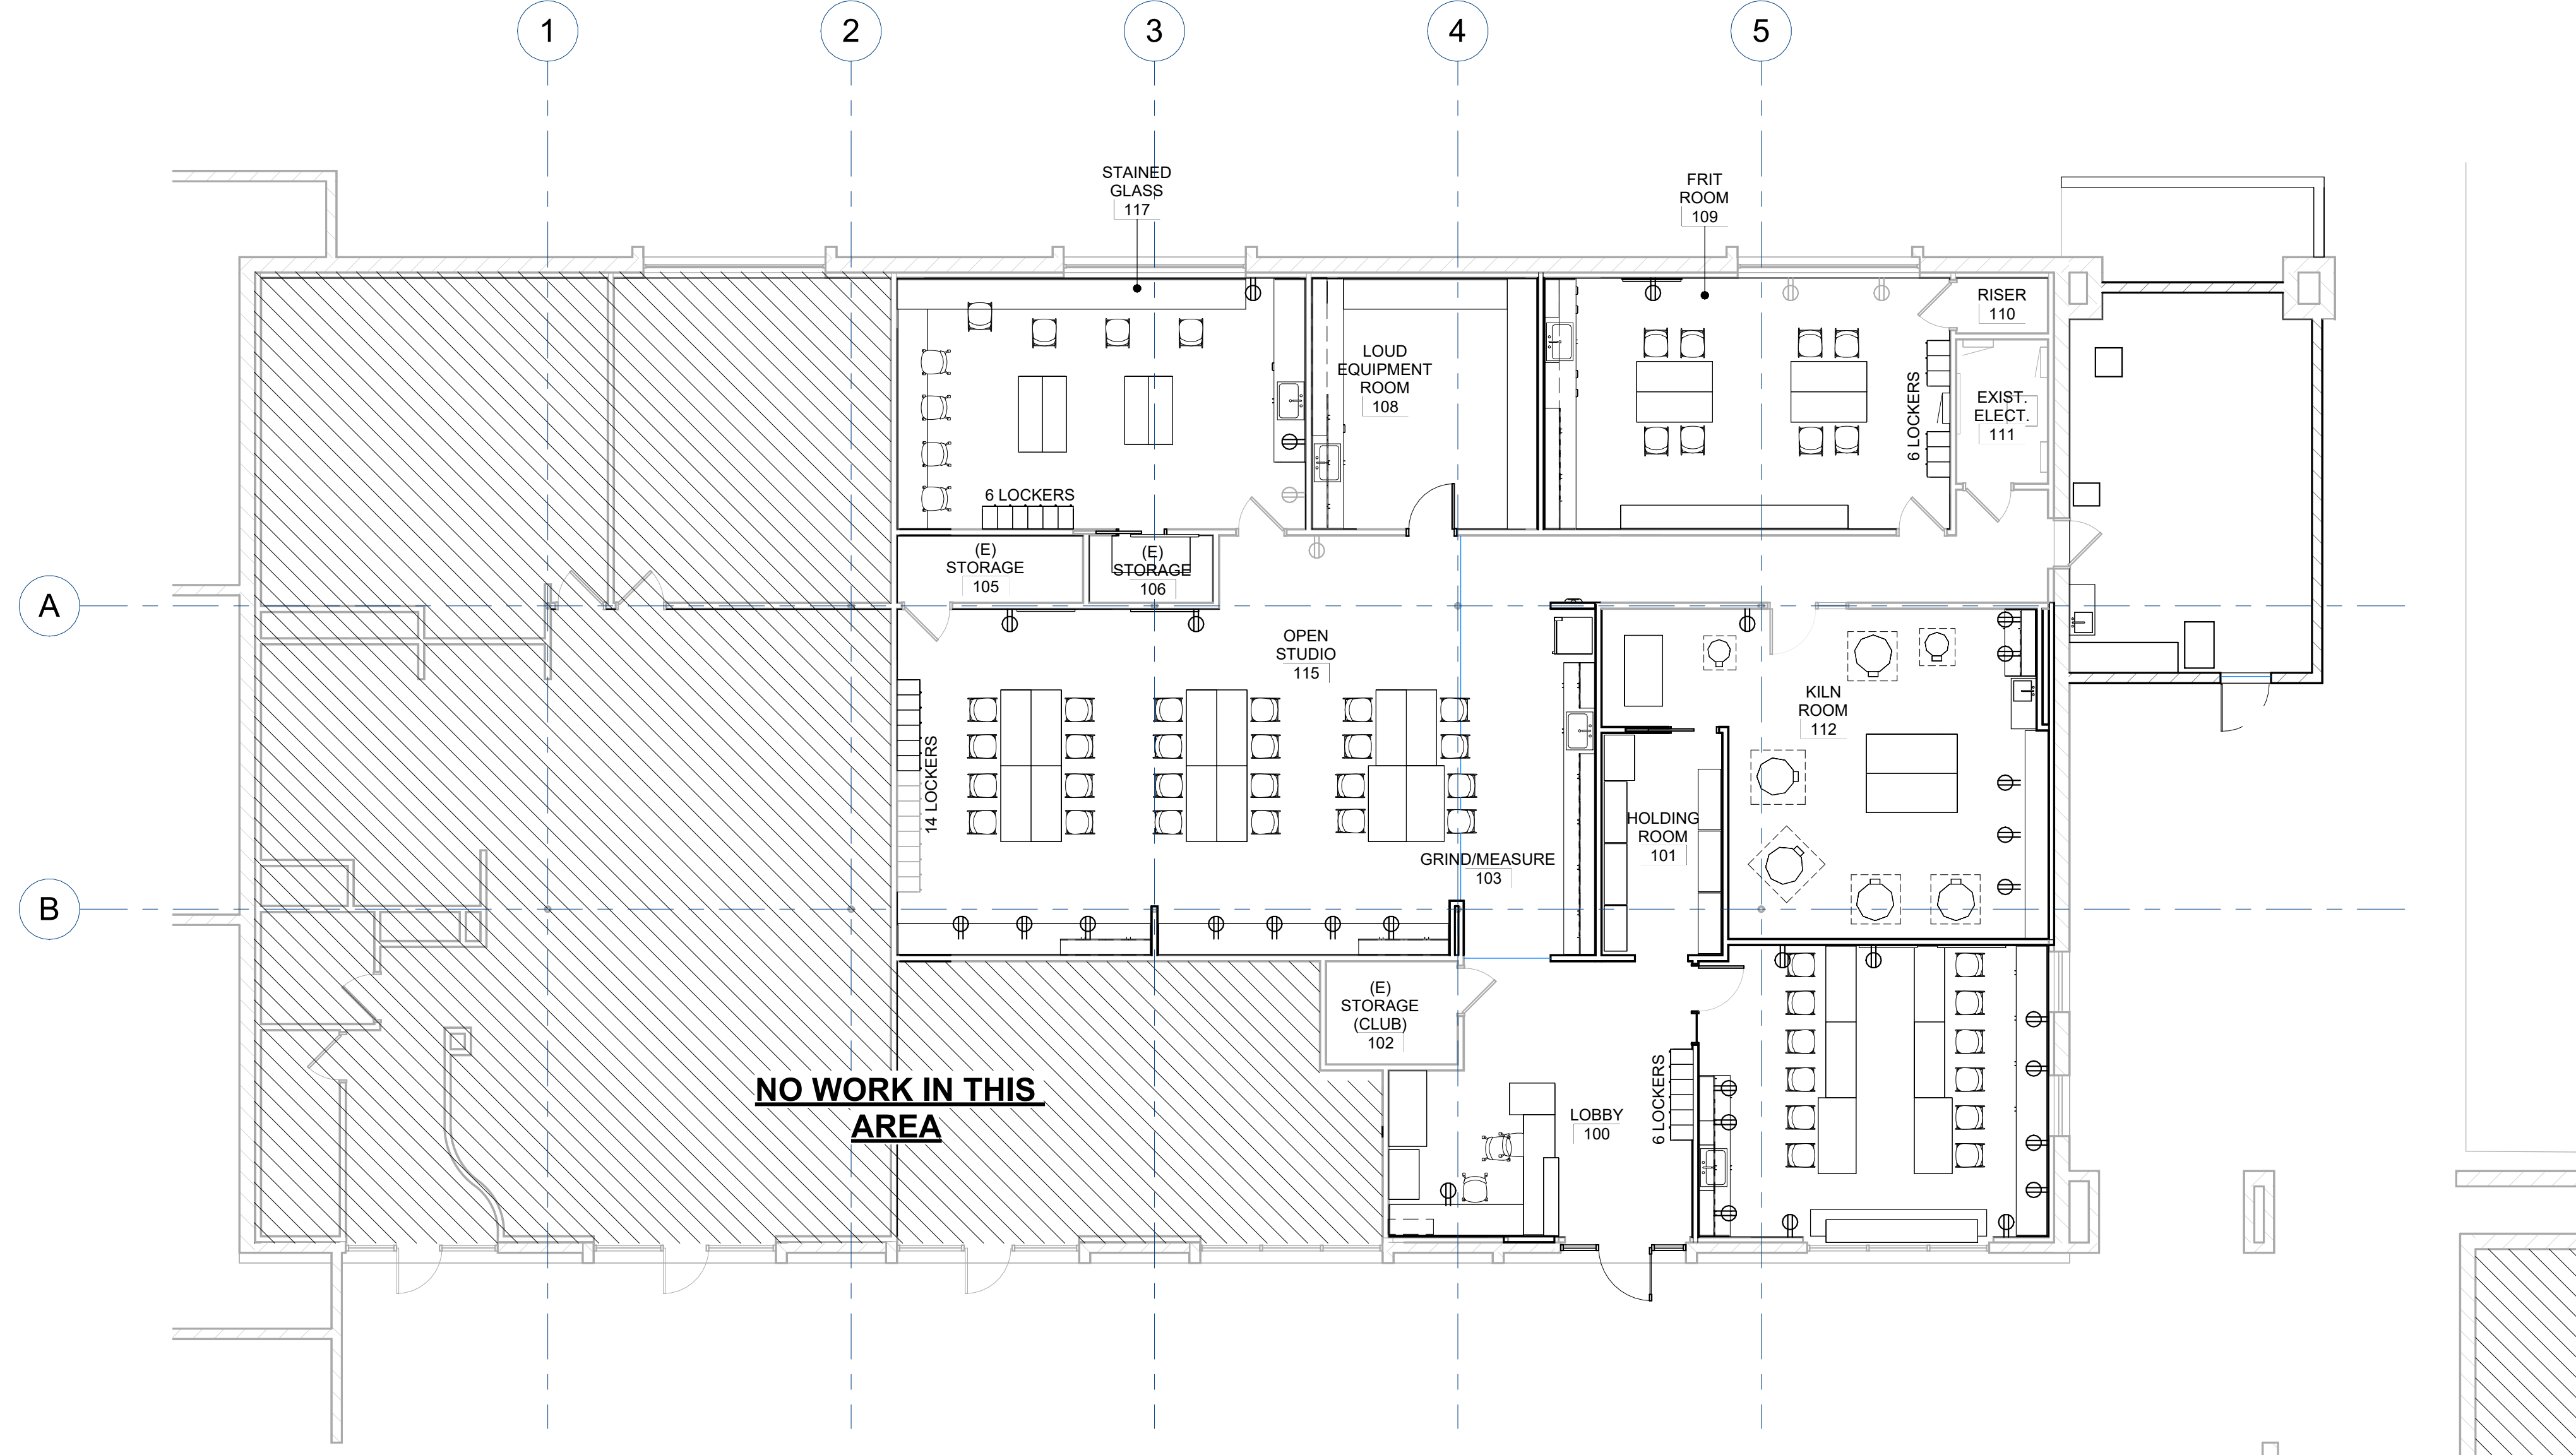 1
2
3
4
5
STAINED
GLASS
117
FRIT
ROOM
109
RISER
110
LOUD
EQUIPMENT
ROOM
108
6 LOCKERS
EXIST.
ELECT.
111
6 LOCKERS
(E)
STORAGE
105
(E)
STORAGE
106
A
OPEN
STUDIO
115
KILN
ROOM
112
14 LOCKERS
HOLDING
ROOM
101
GRIND/MEASURE
103
B
(E)
STORAGE
(CLUB)
102
NO WORK IN THIS
AREA
6 LOCKERS
LOBBY
100